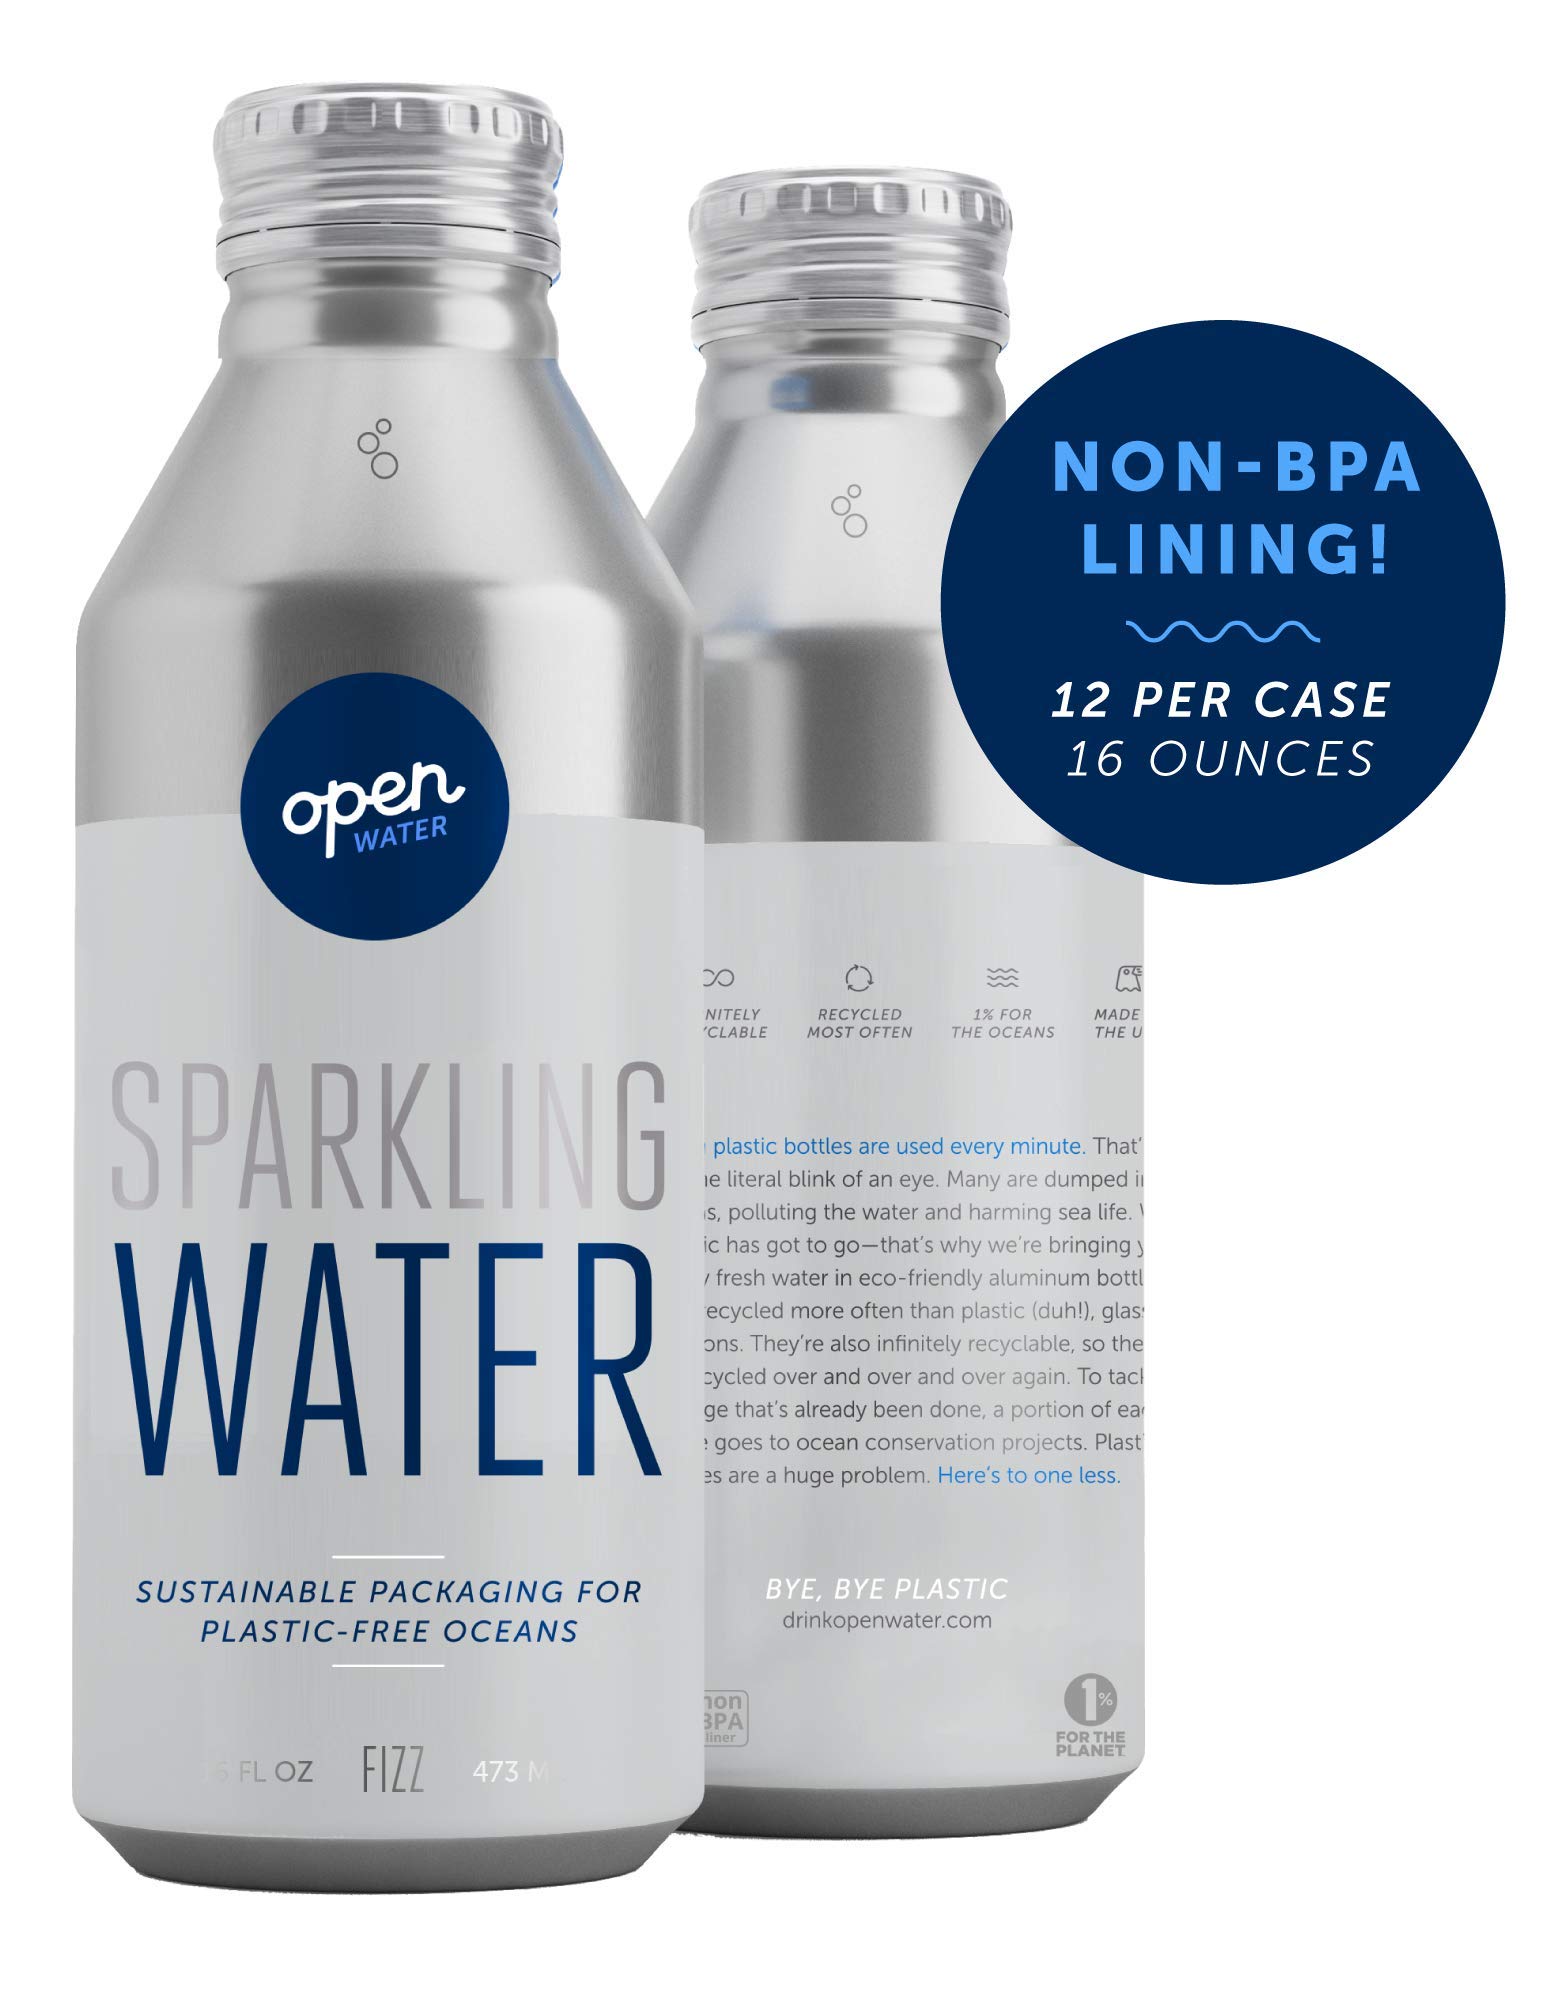 open
WATER
SPARKLING
WATER
SUSTAINABLE PACKAGING FOR
PLASTIC-FREE OCEANS
FL OZ FIZZ 473
NON-BPA
LINING!
12 PER CASE
16 OUNCES
RECYCLED
MOST OFTEN
1% FOR
THE OCEANS
MADE
THE
plastic bottles are used every minute. That'
literal blink of an eye. Many are dumped
polluting the water and harming sea life.
has got to go—that's why we're bringing
fresh water in eco-friendly aluminum
more often than plastic (duh!),
They're also infinitely recyclable, so
over and over and over again. To
that's already been done, a portion of
goes to ocean conservation projects.
are a huge problem. Here's to one less.
BYE, BYE PLASTIC
drinkopenwater.com
non
BPA
liner
1%
FOR THE
PLANET